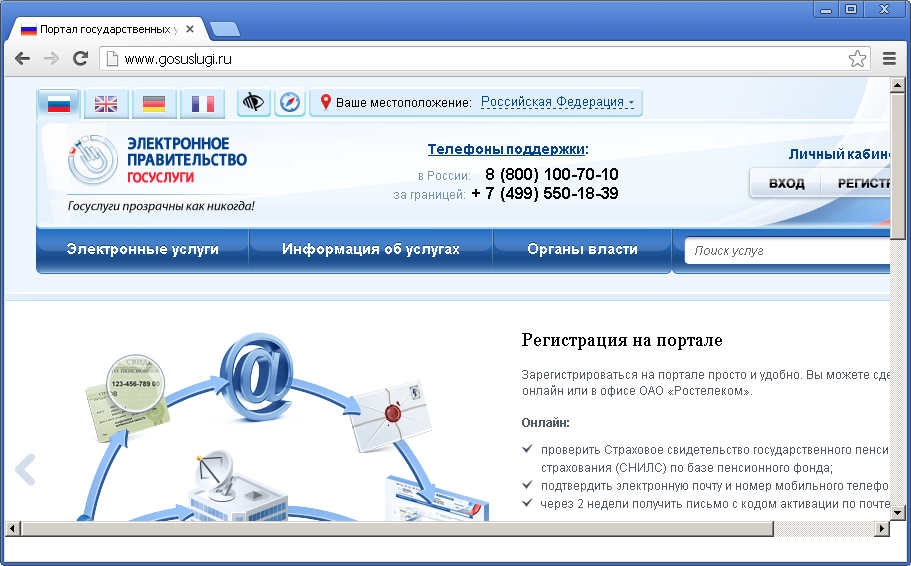 Портал государственных у
www.gosuslugi.ru
Ваше местоположение: Российская Федерация
ЭЛЕКТРОННОЕ
ПРАВИТЕЛЬСТВО
ГОСУСЛУГИ
Госуслуги прозрачны как никогда!
Телефоны поддержки:
в России: 8 (800) 100-70-10
за границей: + 7 (499) 550-18-39
Личный кабин
ВХОД РЕГИСТР
Электронные услуги Информация об услугах Органы власти Поиск услуг
123-456-789 00
Регистрация на портале
Зарегистрироваться на портале просто и удобно. Вы можете сде
онлайн или в офисе ОАО «Ростелеком».
Онлайн:
проверить Страховое свидетельство государственного пенси
страхования (СНИЛС) по базе пенсионного фонда;
подтвердить электронную почту и номер мобильного телефо
через 2 недели получить письмо с кодом активации по почте